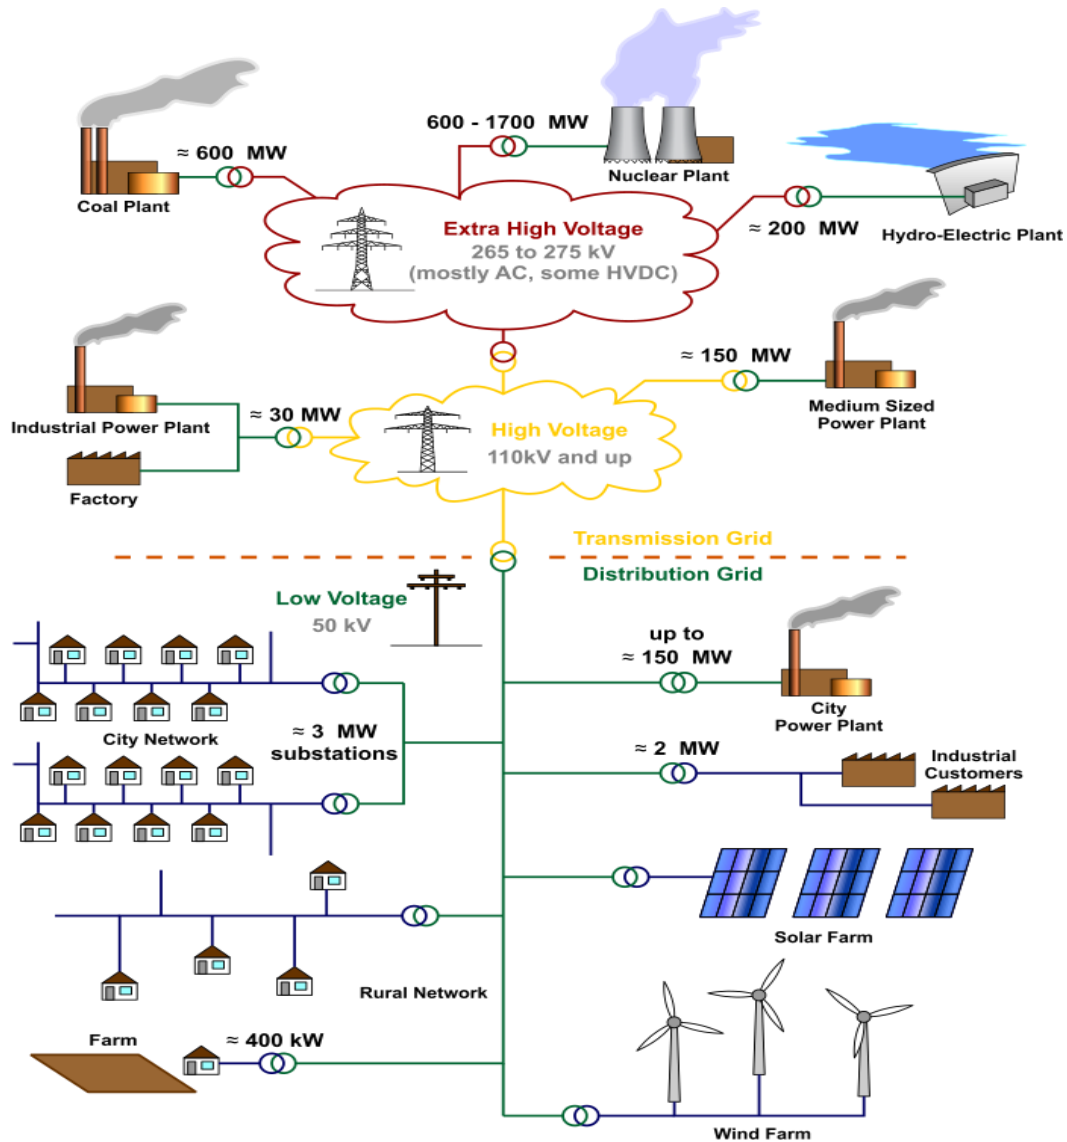 600 - 1700  MW
≈ 600  MW
Nuclear Plant
Coal Plant
≈ 200  MW
Hydro-Electric Plant
Extra High Voltage
265 to 275 kV
(mostly AC, some HVDC)
≈ 150  MW
Medium Sized
Power Plant
≈ 30 MW
Industrial Power Plant
Factory
High Voltage
110kV and up
Transmission Grid
Distribution Grid
Low Voltage
50 kV
up to
≈ 150  MW
City
Power Plant
City Network
≈ 3  MW
substations
≈ 2  MW
Industrial
Customers
Solar Farm
Rural Network
Farm
≈ 400 kW
Wind Farm